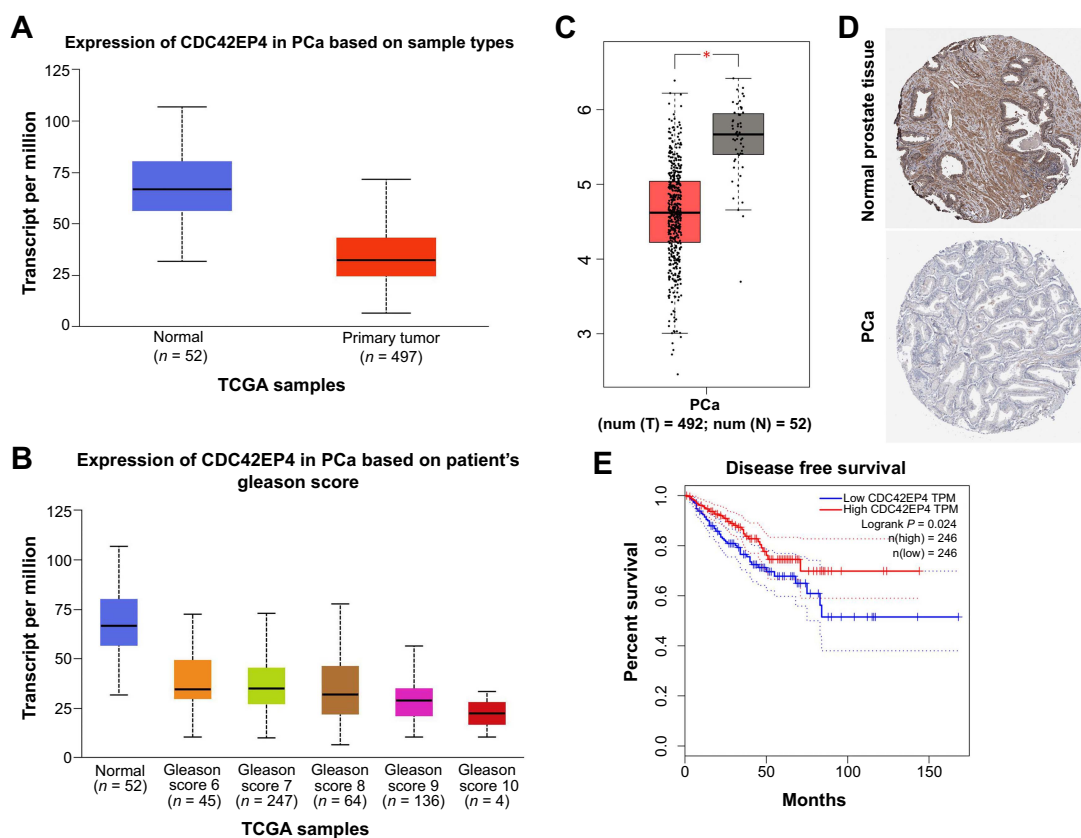 A
Expression of CDC42EP4 in PCa based on sample types
Transcript per million
125
100
75
50
25
0
Normal
(n = 52)
Primary tumor
(n = 497)
TCGA samples
B
Expression of CDC42EP4 in PCa based on patient's
gleason score
Transcript per million
125
100
75
50
25
0
Normal
(n = 52)
Gleason
score 6
(n = 45)
Gleason
score 7
(n = 247)
Gleason
score 8
(n = 64)
Gleason
score 9
(n = 136)
Gleason
score 10
(n = 4)
TCGA samples
C
*
6
5
4
3
PCa
(num (T) = 492; num (N) = 52)
D
Normal prostate tissue
PCa
E
Disease free survival
Low CDC42EP4 TPM
High CDC42EP4 TPM
Logrank P = 0.024
n(high) = 246
n(low) = 246
Percent survival
1.0
0.8
0.6
0.4
0.2
0.0
0
50
100
150
Months